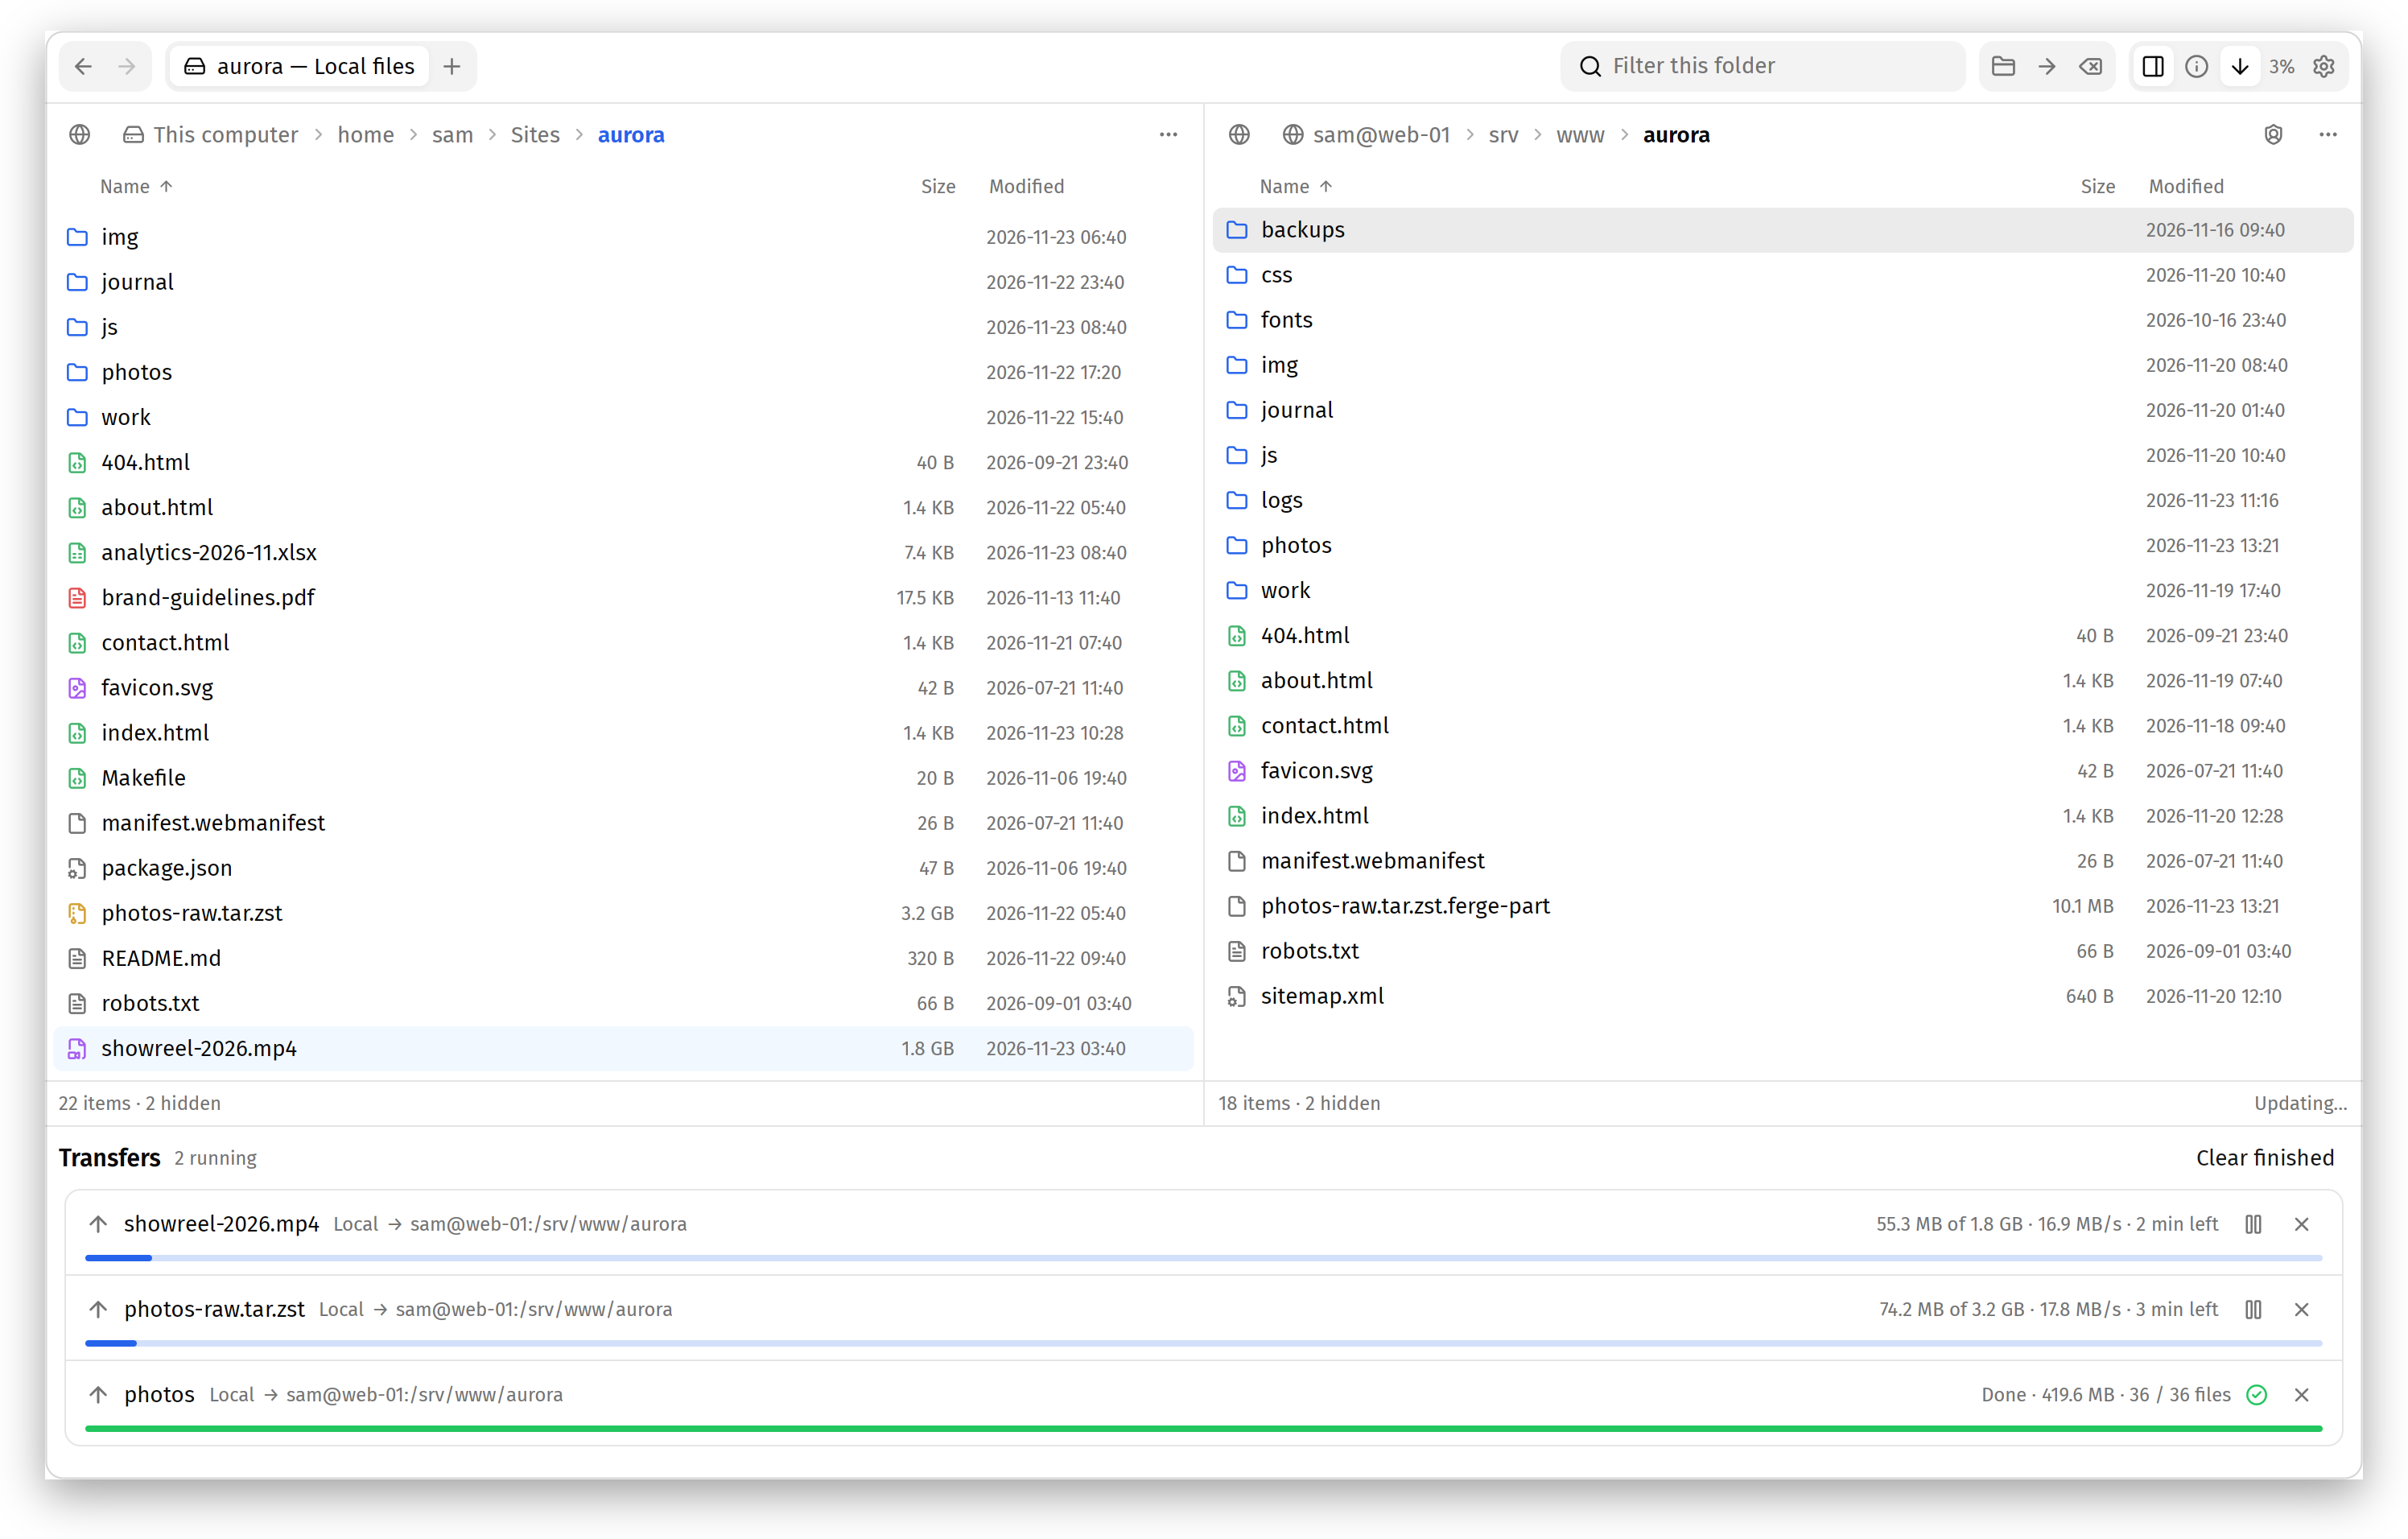 aurora — Local files
Filter this folder
3%
This computer home sam Sites aurora
Name Size Modified
img 2026-11-23 06:40
journal 2026-11-22 23:40
js 2026-11-23 08:40
photos 2026-11-22 17:20
work 2026-11-22 15:40
404.html 40 B 2026-09-21 23:40
about.html 1.4 KB 2026-11-22 05:40
analytics-2026-11.xlsx 7.4 KB 2026-11-23 08:40
brand-guidelines.pdf 17.5 KB 2026-11-13 11:40
contact.html 1.4 KB 2026-11-21 07:40
favicon.svg 42 B 2026-07-21 11:40
index.html 1.4 KB 2026-11-23 10:28
Makefile 20 B 2026-11-06 19:40
manifest.webmanifest 26 B 2026-07-21 11:40
package.json 47 B 2026-11-06 19:40
photos-raw.tar.zst 3.2 GB 2026-11-22 05:40
README.md 320 B 2026-11-22 09:40
robots.txt 66 B 2026-09-01 03:40
showreel-2026.mp4 1.8 GB 2026-11-23 03:40
22 items · 2 hidden
sam@web-01 srv www aurora
Name Size Modified
backups 2026-11-16 09:40
css 2026-11-20 10:40
fonts 2026-10-16 23:40
img 2026-11-20 08:40
journal 2026-11-20 01:40
js 2026-11-20 10:40
logs 2026-11-23 11:16
photos 2026-11-23 13:21
work 2026-11-19 17:40
404.html 40 B 2026-09-21 23:40
about.html 1.4 KB 2026-11-19 07:40
contact.html 1.4 KB 2026-11-18 09:40
favicon.svg 42 B 2026-07-21 11:40
index.html 1.4 KB 2026-11-20 12:28
manifest.webmanifest 26 B 2026-07-21 11:40
photos-raw.tar.zst.ferge-part 10.1 MB 2026-11-23 13:21
robots.txt 66 B 2026-09-01 03:40
sitemap.xml 640 B 2026-11-20 12:10
18 items · 2 hidden Updating...
Transfers 2 running Clear finished
showreel-2026.mp4 Local → sam@web-01:/srv/www/aurora 55.3 MB of 1.8 GB · 16.9 MB/s · 2 min left
photos-raw.tar.zst Local → sam@web-01:/srv/www/aurora 74.2 MB of 3.2 GB · 17.8 MB/s · 3 min left
photos Local → sam@web-01:/srv/www/aurora Done · 419.6 MB · 36 / 36 files